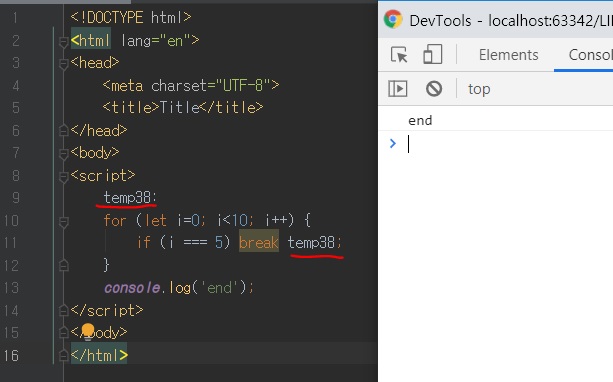 1 <!DOCTYPE html>
2 <html lang="en">
3 <head>
4 <meta charset="UTF-8">
5 <title>Title</title>
6 </head>
7 <body>
8 <script>
9 temp38:
10 for (let i=0; i<10; i++) {
11 if (i === 5) break temp38;
12 }
13 console.log('end');
14 </script>
15 </body>
16 </html>
DevTools - localhost:63342/LI
Elements Conso
top
end